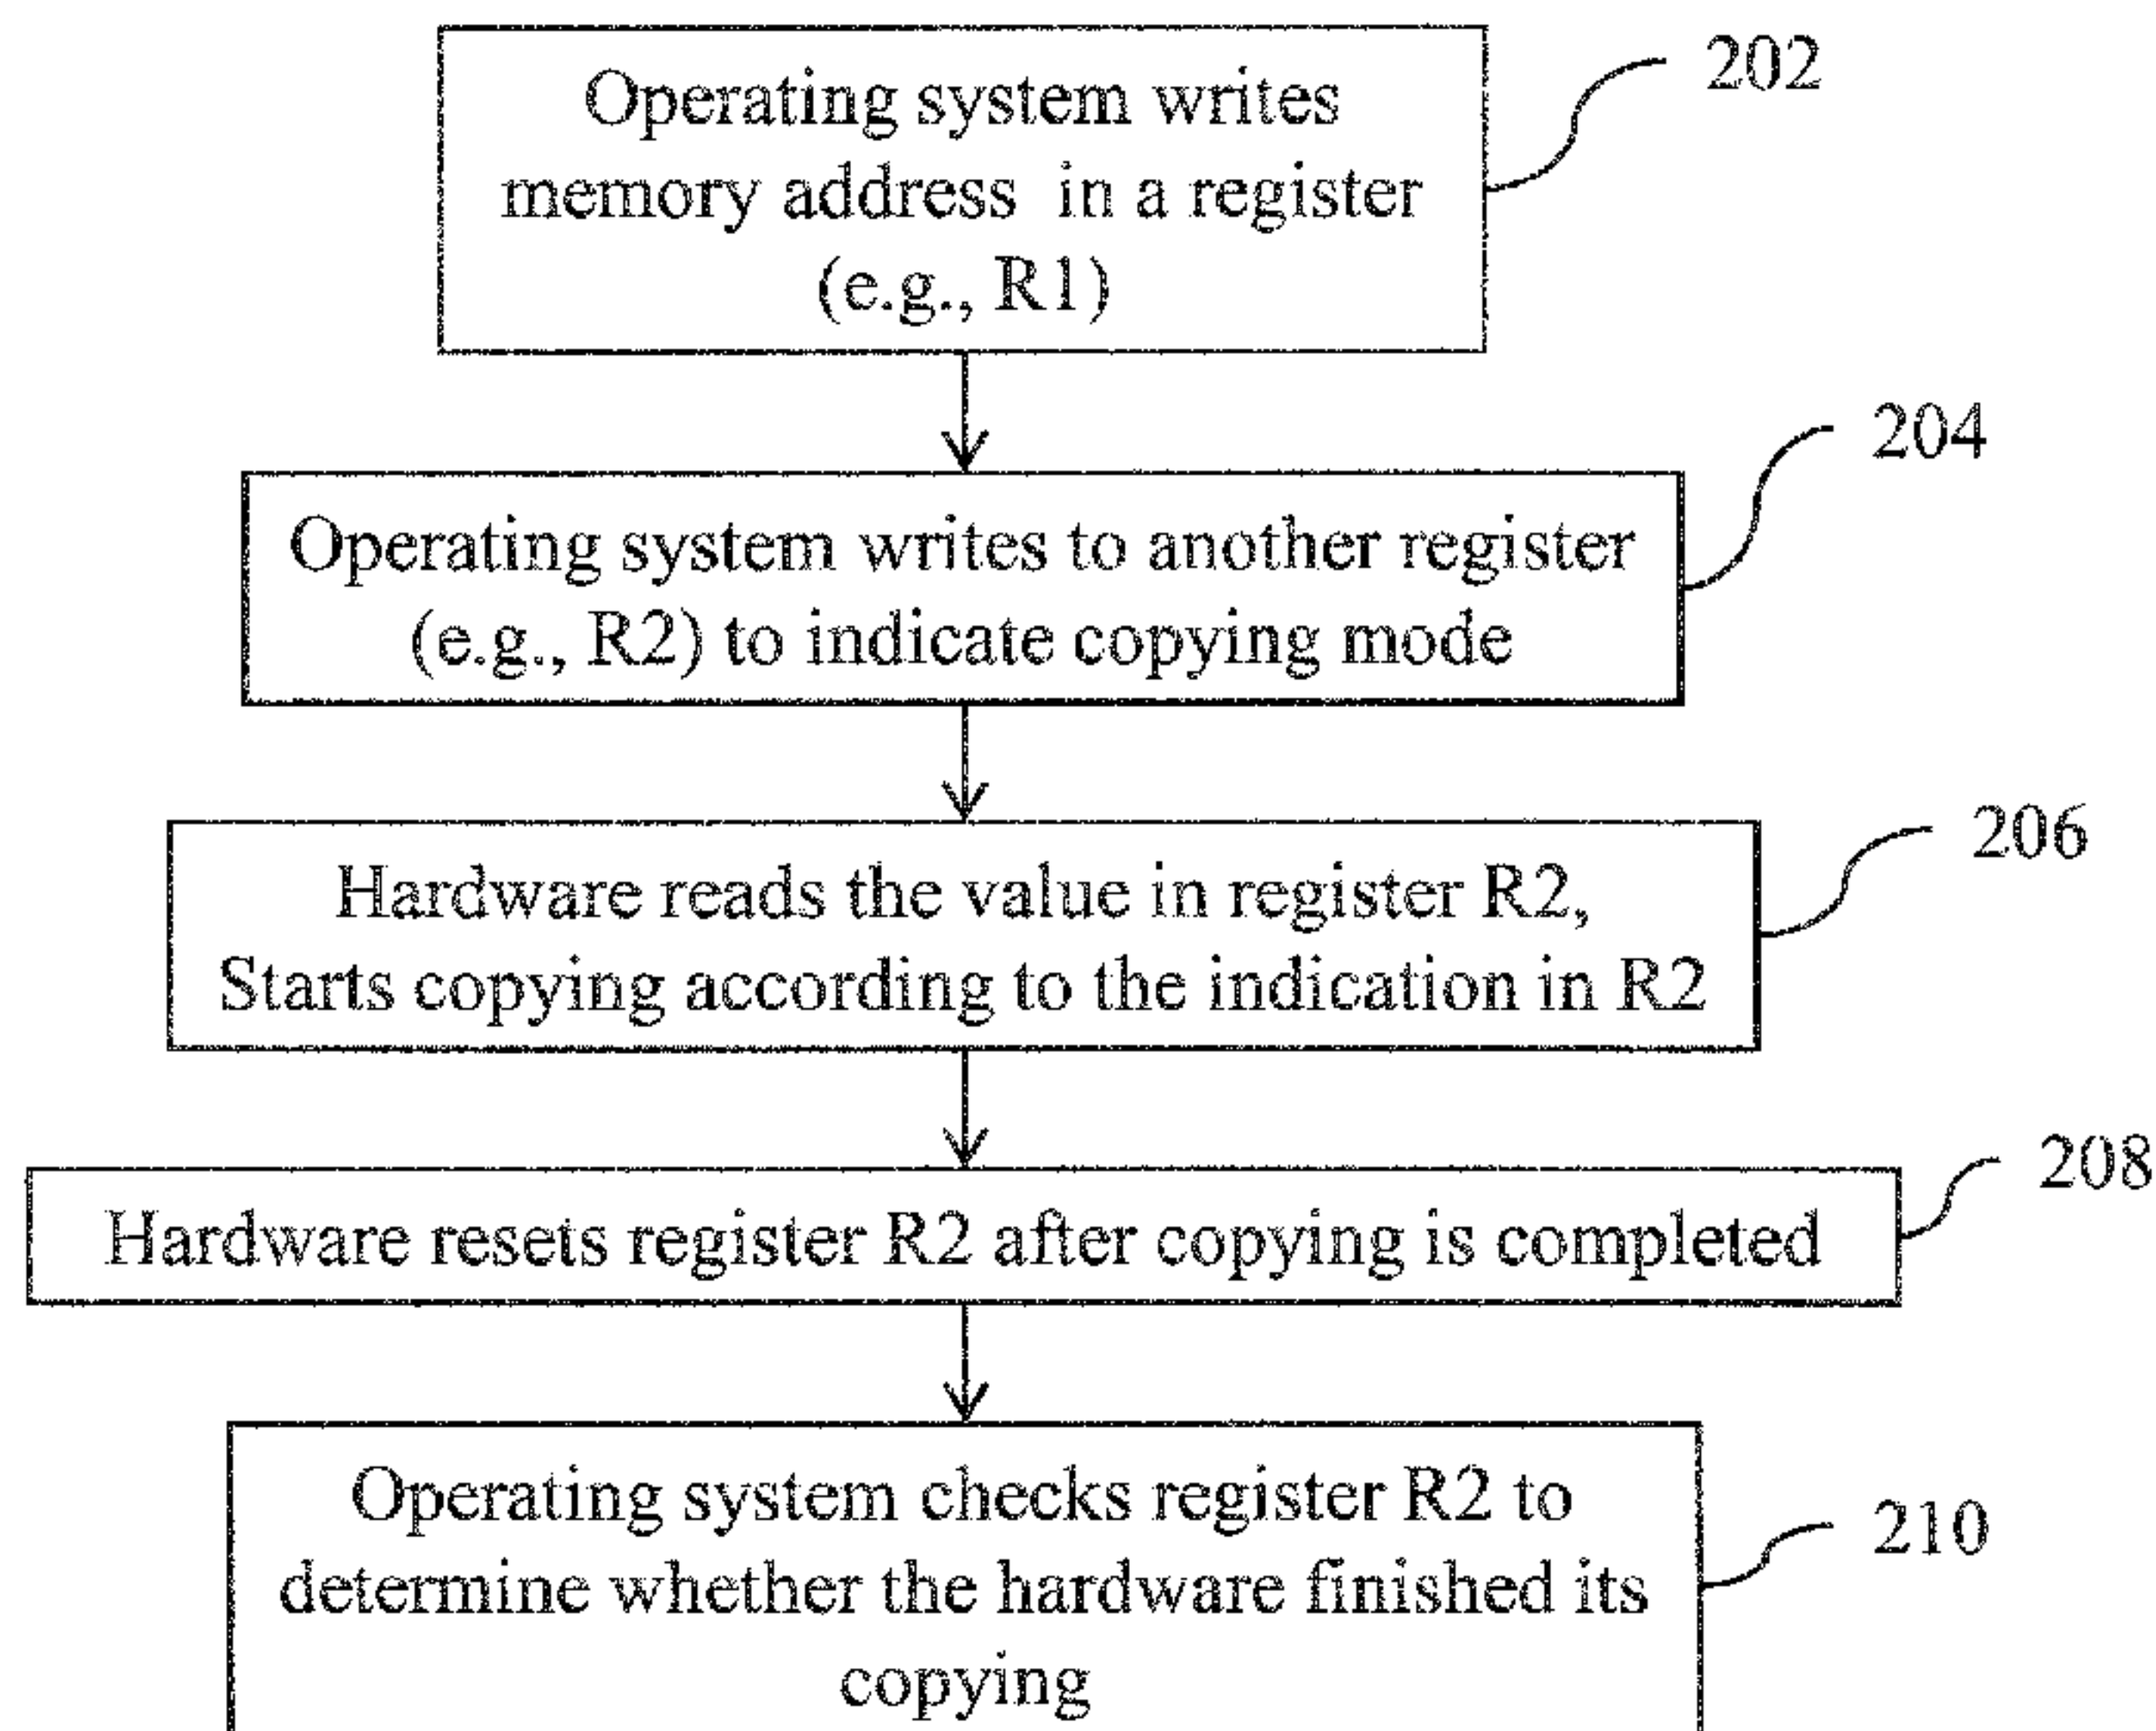 Operating system writes
memory address in a register
(e.g., R1)
202
Operating system writes to another register
(e.g., R2) to indicate copying mode
204
Hardware reads the value in register R2,
Starts copying according to the indication in R2
206
Hardware resets register R2 after copying is completed
208
Operating system checks register R2 to
determine whether the hardware finished its
copying
210